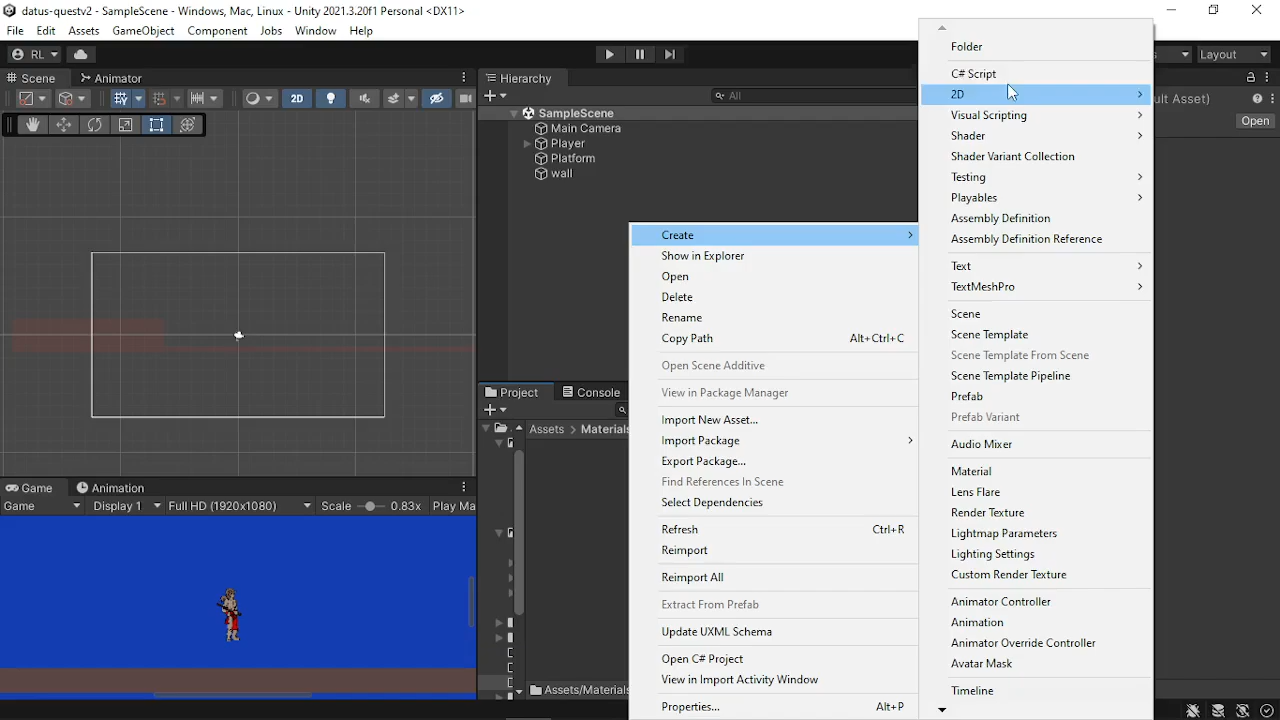 datus-questv2 - SampleScene - Windows, Mac, Linux - Unity 2021.3.20f1 Personal <DX11>
File Edit Assets GameObject Component Jobs Window Help
RL
Layout
Scene Animator
2D
Hierarchy
All
SampleScene
Main Camera
Player
Platform
wall
Open
Project Console
Assets > Materials
Assets/Materials
Game Animation
Game Display 1 Full HD (1920x1080) Scale 0.83x Play Ma
Create
Show in Explorer
Open
Delete
Rename
Copy Path Alt+Ctrl+C
Open Scene Additive
View in Package Manager
Import New Asset...
Import Package
Export Package...
Find References In Scene
Select Dependencies
Refresh Ctrl+R
Reimport
Reimport All
Extract From Prefab
Update UXML Schema
Open C# Project
View in Import Activity Window
Properties... Alt+P
Folder
C# Script
2D
Visual Scripting
Shader
Shader Variant Collection
Testing
Playables
Assembly Definition
Assembly Definition Reference
Text
TextMeshPro
Scene
Scene Template
Scene Template From Scene
Scene Template Pipeline
Prefab
Prefab Variant
Audio Mixer
Material
Lens Flare
Render Texture
Lightmap Parameters
Lighting Settings
Custom Render Texture
Animator Controller
Animation
Animator Override Controller
Avatar Mask
Timeline
ult Asset)